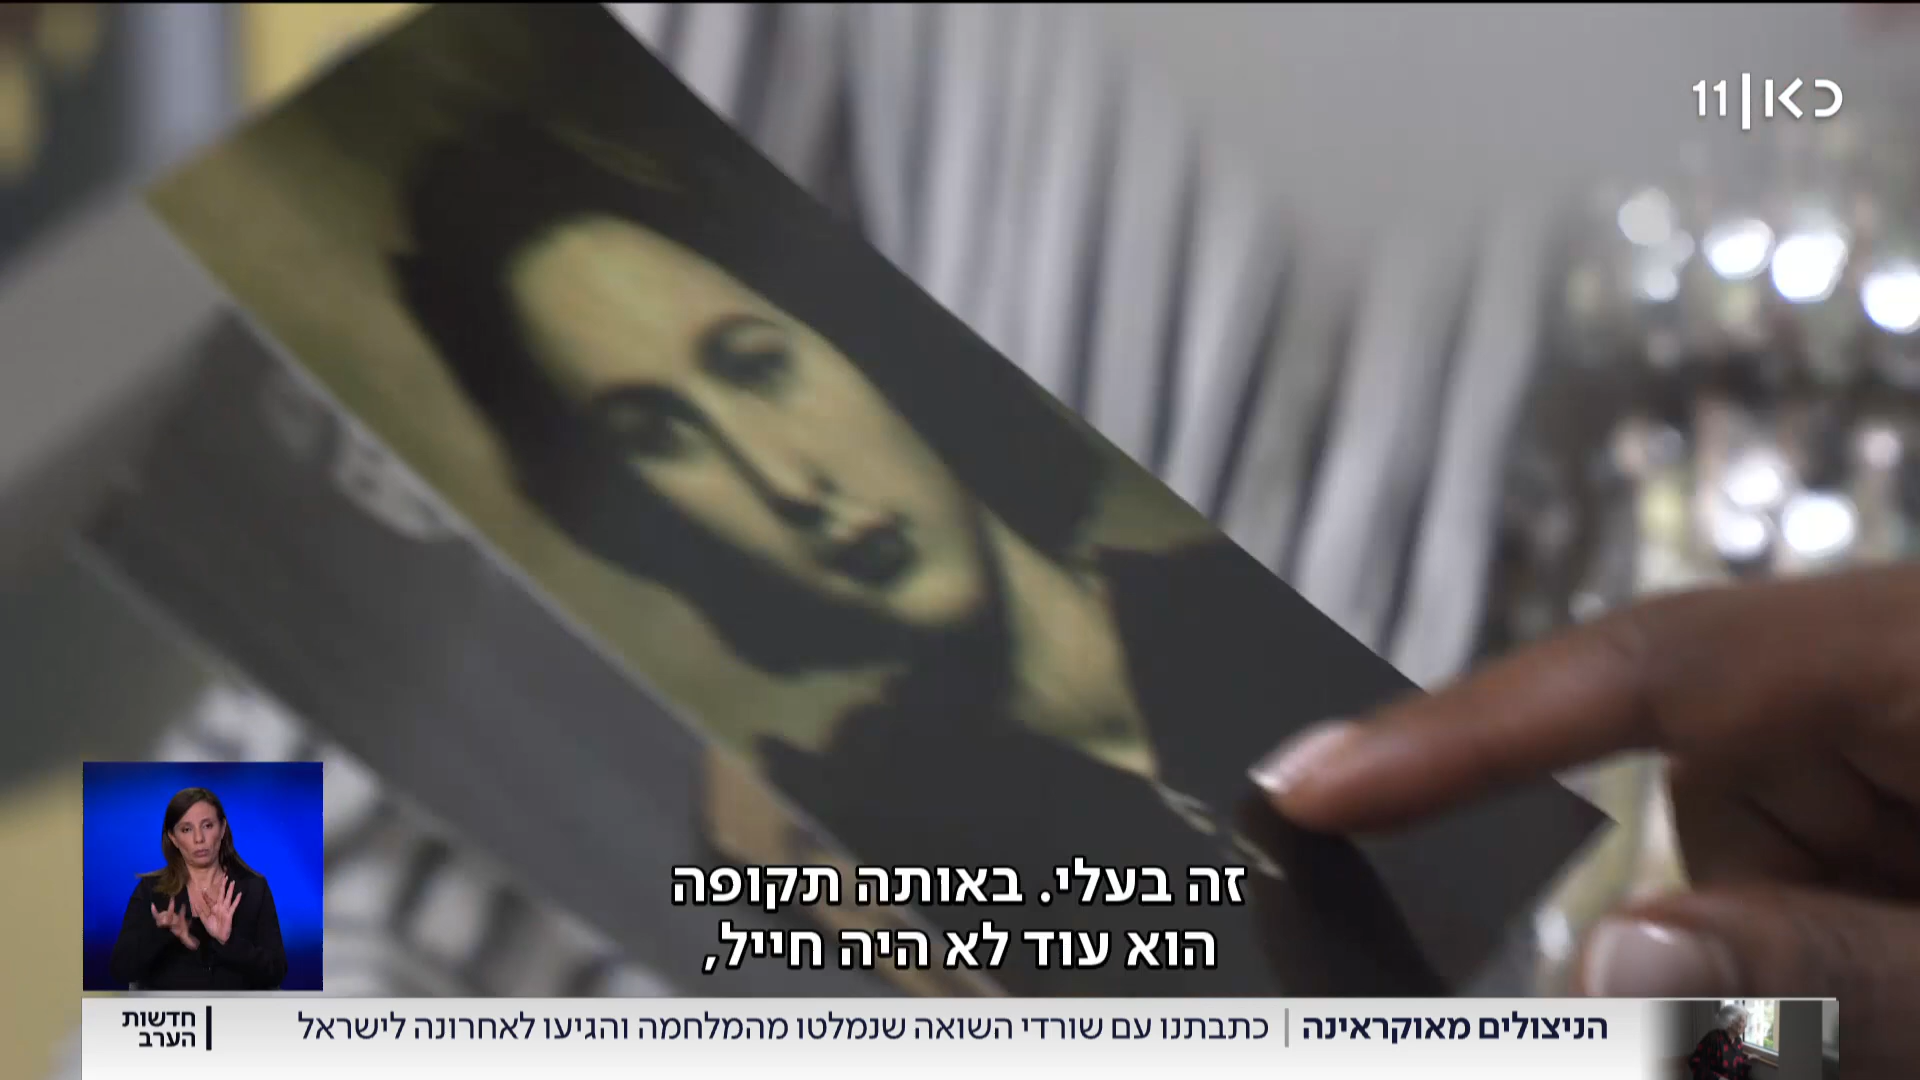 כאן 11
זה בעלי. באותה תקופה
הוא עוד לא היה חייל,
הניצולים מאוקראינה | כתבתנו עם שורדי השואה שנמלטו מהמלחמה והגיעו לאחרונה לישראל
חדשות
הערב